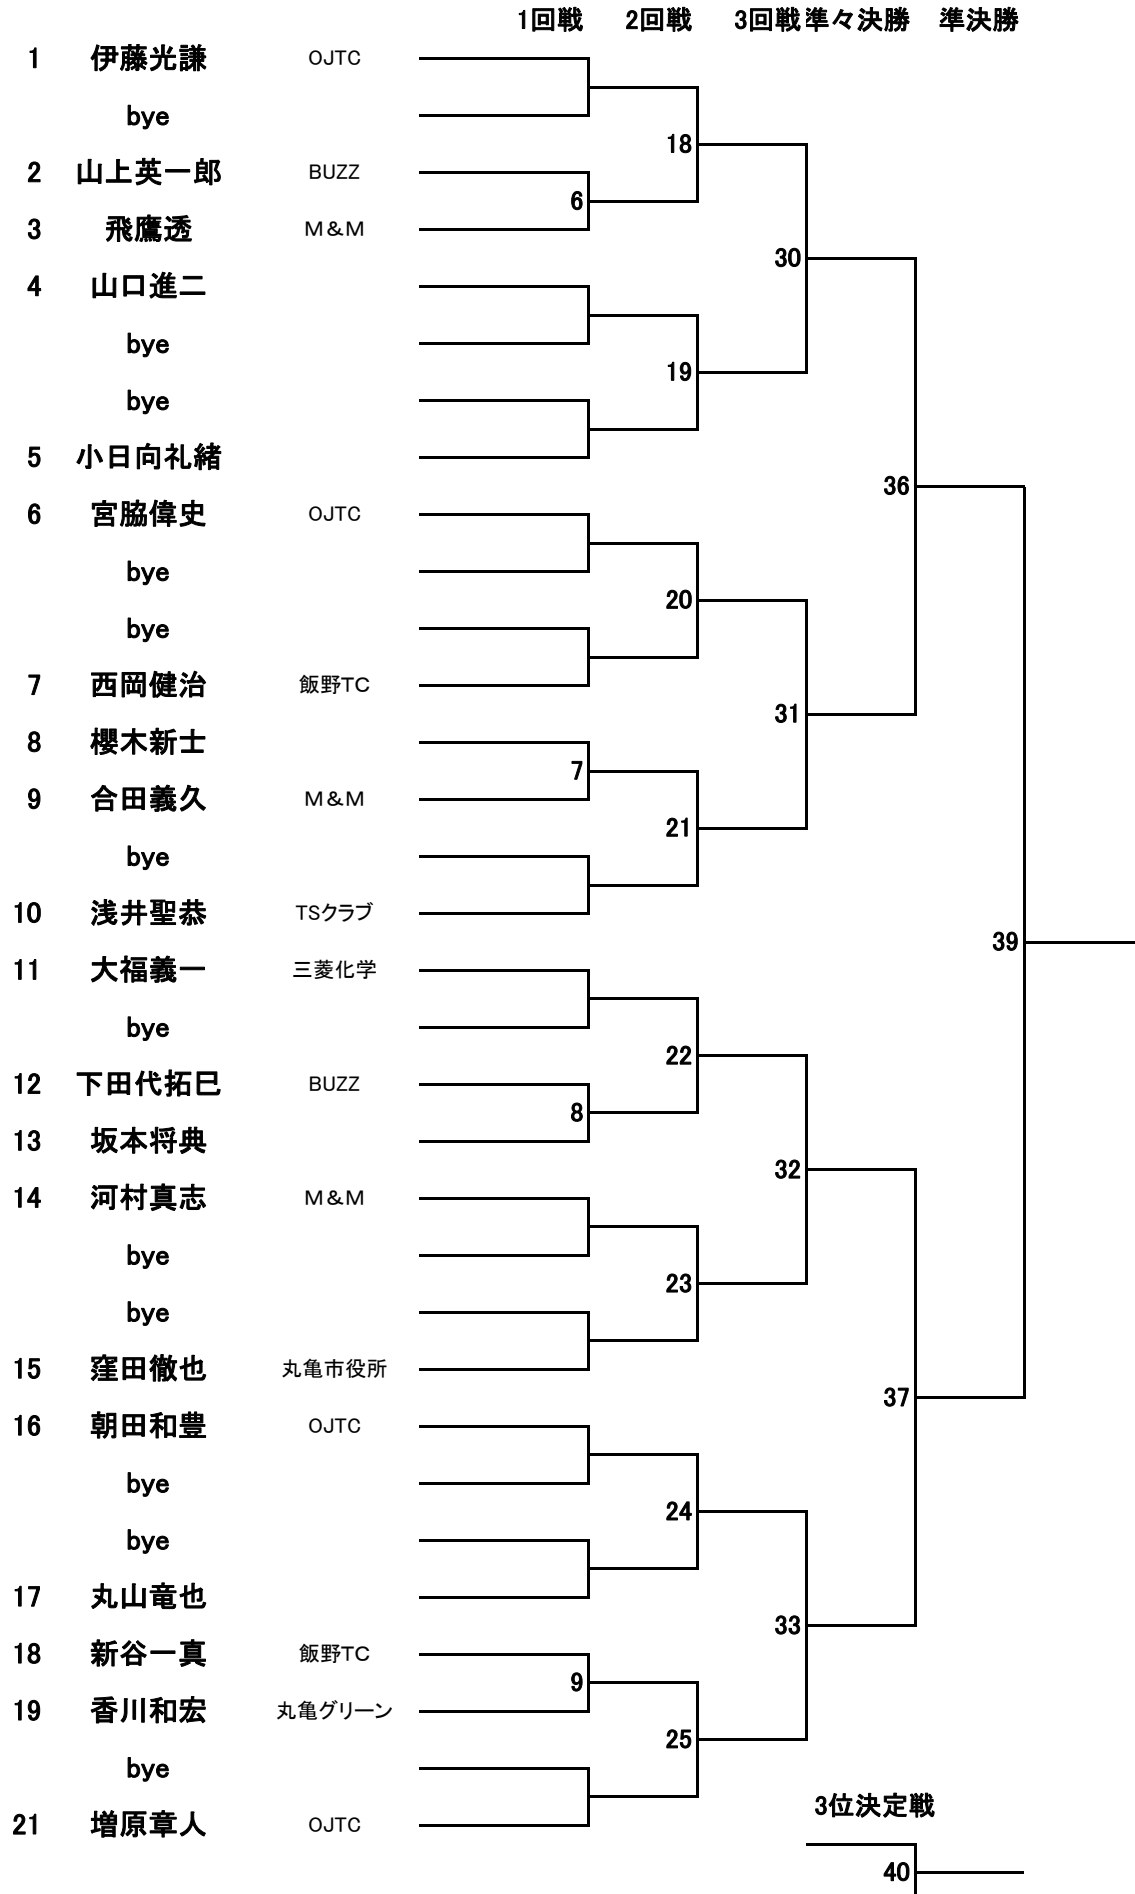 1回戦 2回戦 3回戦 準々決勝 準決勝
1 伊藤光謙 OJTC
bye
18
2 山上英一郎 BUZZ
6
3 飛鷹透 M&M
30
4 山口進二
bye
19
bye
5 小日向礼緒
36
6 宮脇偉史 OJTC
bye
20
bye
7 西岡健治 飯野TC
31
8 櫻木新士
7
9 合田義久 M&M
21
bye
10 浅井聖恭 TSクラブ
39
11 大福義一 三菱化学
bye
22
12 下田代拓巳 BUZZ
8
13 坂本将典
32
14 河村真志 M&M
bye
23
bye
15 窪田徹也 丸亀市役所
37
16 朝田和豊 OJTC
bye
24
bye
17 丸山竜也
33
18 新谷一真 飯野TC
9
19 香川和宏 丸亀グリーン
25
bye
3位決定戦
21 増原章人 OJTC
40